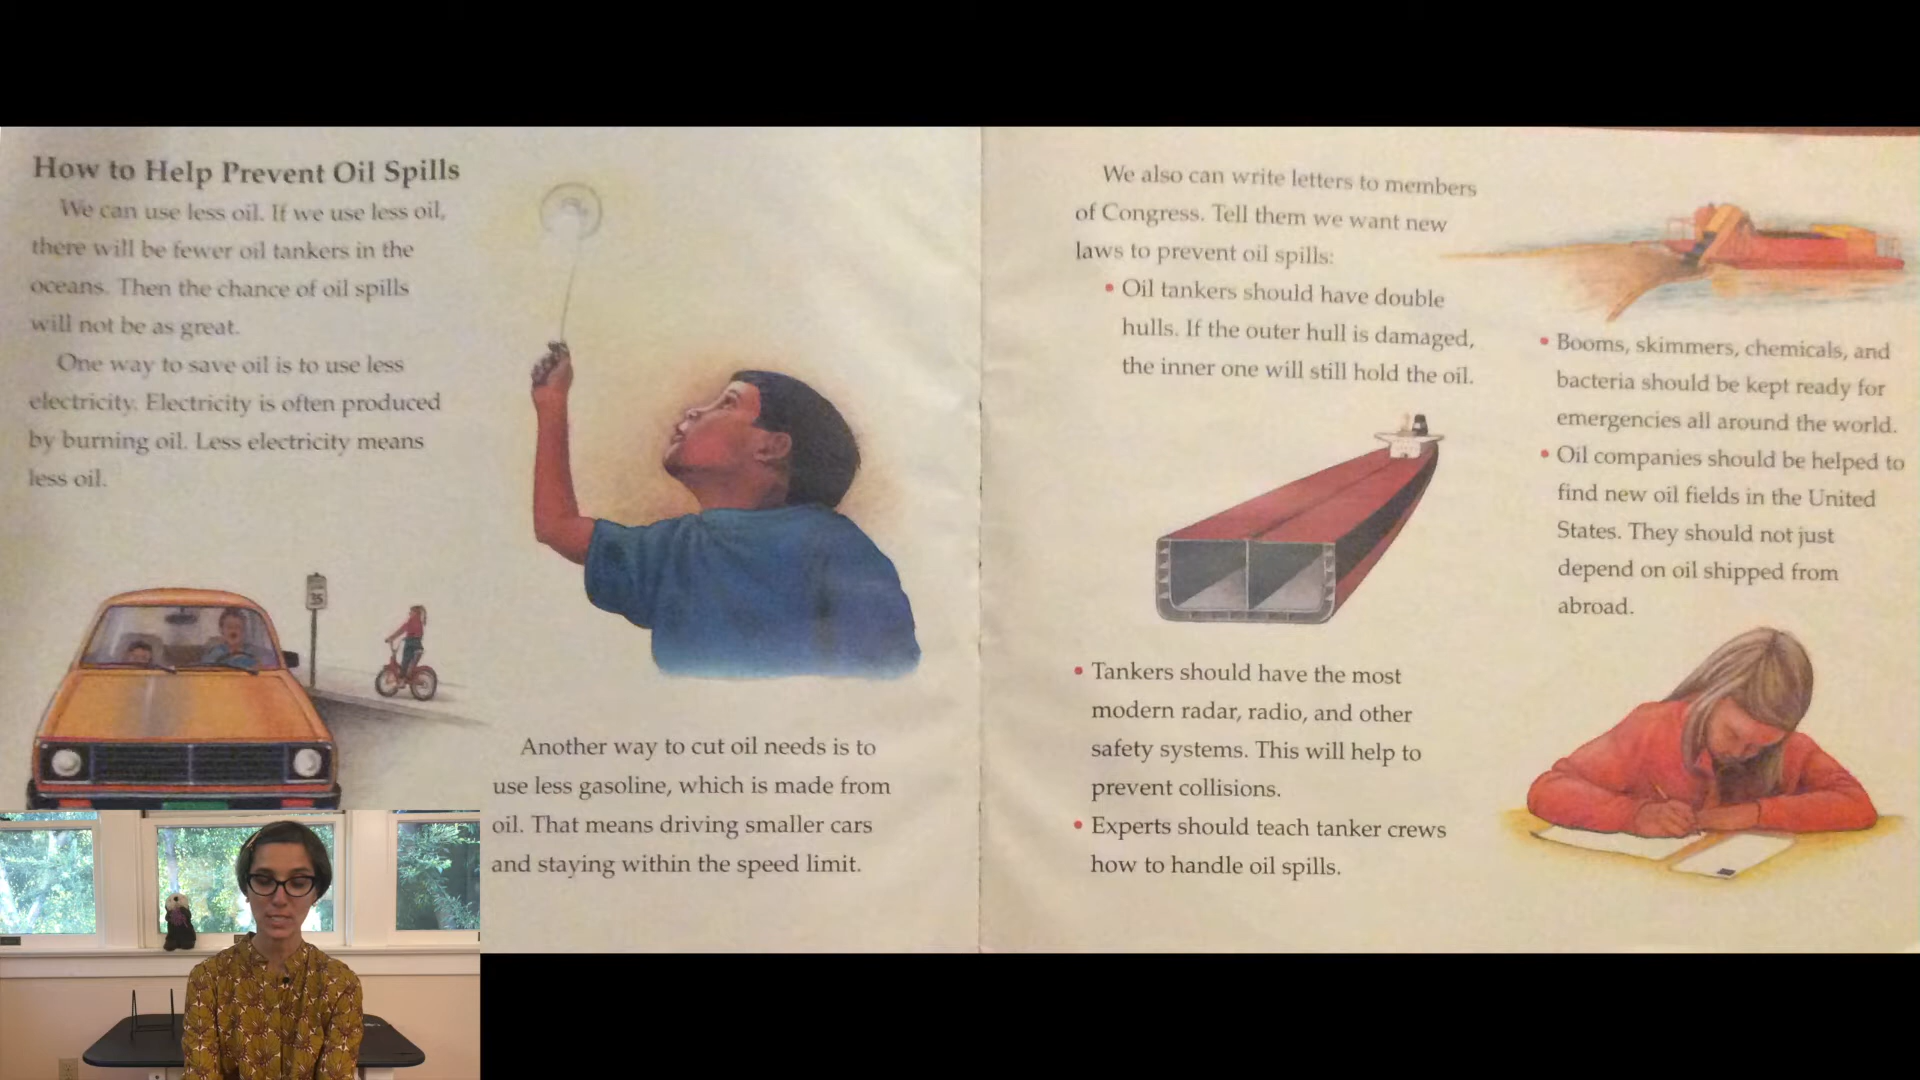 How to Help Prevent Oil Spills
We can use less oil. If we use less oil,
there will be fewer oil tankers in the
oceans. Then the chance of oil spills
will not be as great.
One way to save oil is to use less
electricity. Electricity is often produced
by burning oil. Less electricity means
less oil.
35
Another way to cut oil needs is to
use less gasoline, which is made from
oil. That means driving smaller cars
and staying within the speed limit.
We also can write letters to members
of Congress. Tell them we want new
laws to prevent oil spills:
• Oil tankers should have double
hulls. If the outer hull is damaged,
the inner one will still hold the oil.
• Tankers should have the most
modern radar, radio, and other
safety systems. This will help to
prevent collisions.
• Experts should teach tanker crews
how to handle oil spills.
• Booms, skimmers, chemicals, and
bacteria should be kept ready for
emergencies all around the world.
• Oil companies should be helped to
find new oil fields in the United
States. They should not just
depend on oil shipped from
abroad.